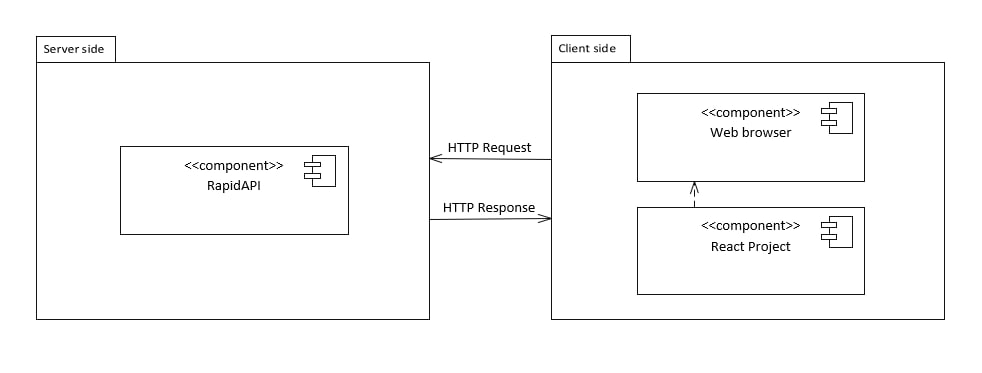 Server side
<<component>>
RapidAPI
HTTP Request
HTTP Response
Client side
<<component>>
Web browser
<<component>>
React Project